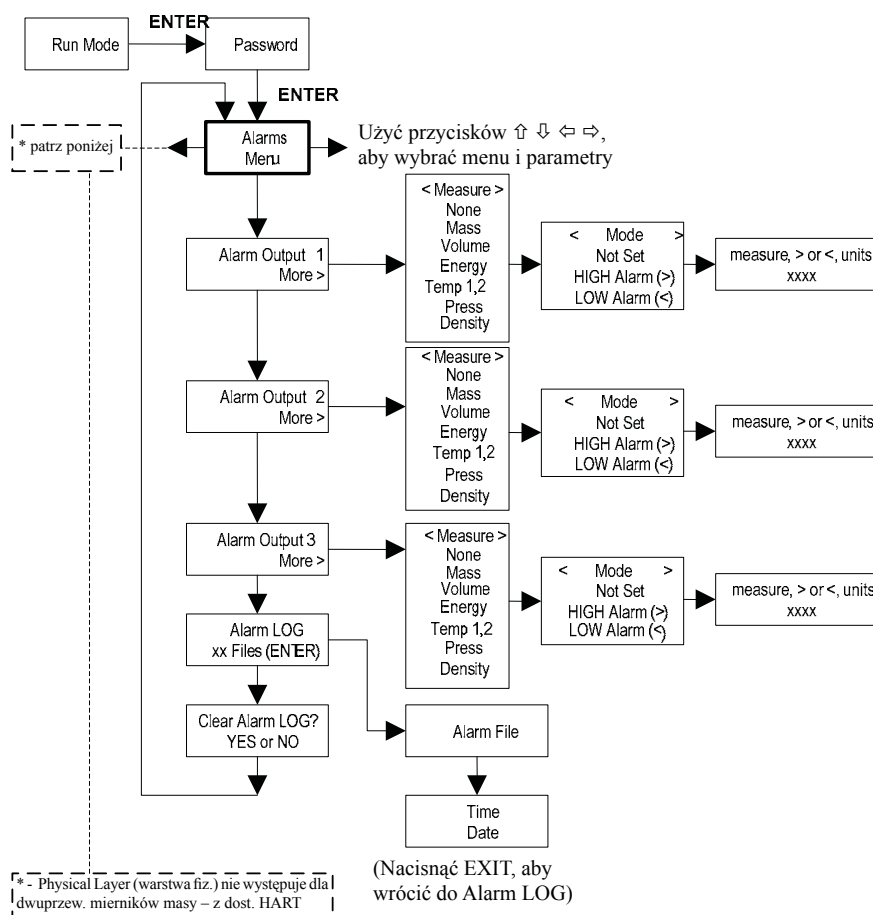 ENTER
Run Mode
Password
ENTER
* patrz poniżej
Alarms
Menu
Użyć przycisków ⇧ ⇩ ⇦ ⇨,
aby wybrać menu i parametry
Alarm Output 1
More >
< Measure >
None
Mass
Volume
Energy
Temp 1,2
Press
Density
< Mode >
Not Set
HIGH Alarm (>)
LOW Alarm (<)
measure, > or <, units
xxxx
Alarm Output 2
More >
< Measure >
None
Mass
Volume
Energy
Temp 1,2
Press
Density
< Mode >
Not Set
HIGH Alarm (>)
LOW Alarm (<)
measure, > or <, units
xxxx
Alarm Output 3
More >
< Measure >
None
Mass
Volume
Energy
Temp 1,2
Press
Density
< Mode >
Not Set
HIGH Alarm (>)
LOW Alarm (<)
measure, > or <, units
xxxx
Alarm LOG
xx Files (ENTER)
Clear Alarm LOG?
YES or NO
Alarm File
Time
Date
(Nacisnąć EXIT, aby
wrócić do Alarm LOG)
* - Physical Layer (warstwa fiz.) nie występuje dla
dwuprzew. mierników masy – z dost. HART